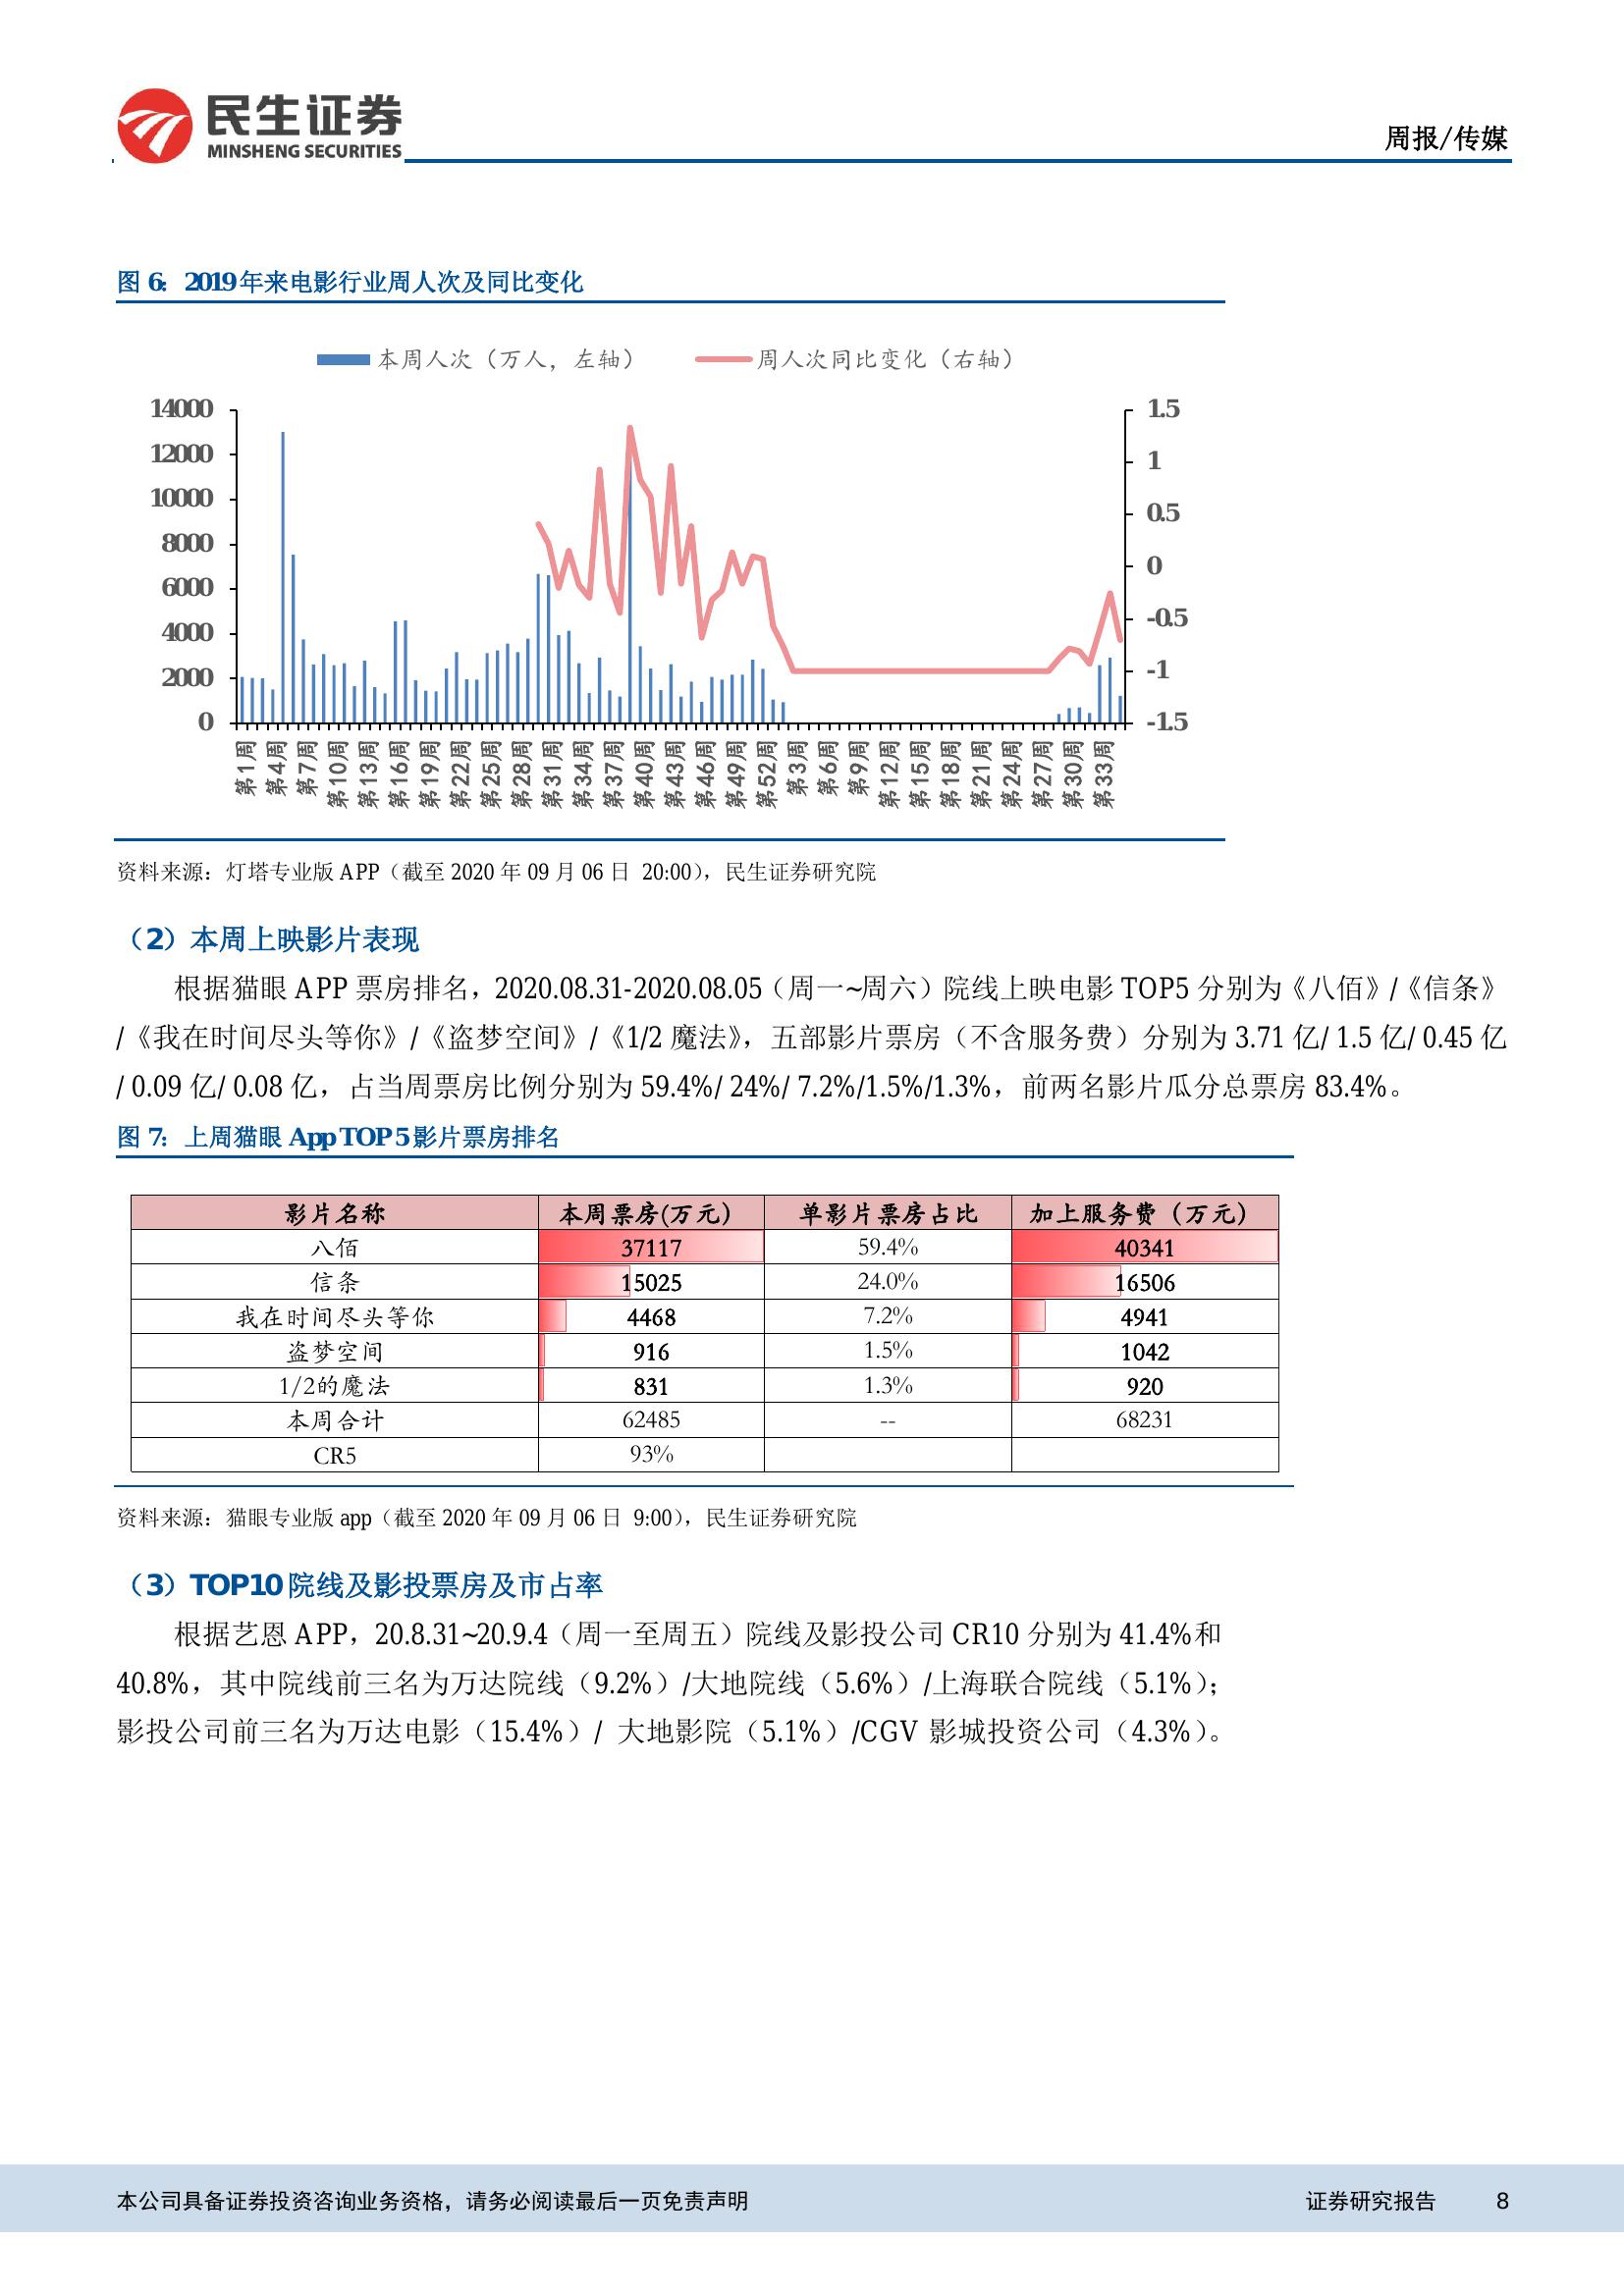 民生证券
MINSHENG SECURITIES
周报/传媒
图 6：2019 年来电影行业周人次及同比变化
本周人次（万人，左轴） 周人次同比变化（右轴）
14000
12000
10000
8000
6000
4000
2000
0
1.5
1
0.5
0
-0.5
-1
-1.5
第1周 第4周 第7周 第10周 第13周 第16周 第19周 第22周 第25周 第28周 第31周 第34周 第37周 第40周 第43周 第46周 第49周 第52周 第3周 第6周 第9周 第12周 第15周 第18周 第21周 第24周 第27周 第30周 第33周
资料来源：灯塔专业版 APP（截至 2020 年 09 月 06 日 20:00），民生证券研究院
（2）本周上映影片表现
根据猫眼 APP 票房排名，2020.08.31-2020.08.05（周一~周六）院线上映电影 TOP5 分别为《八佰》/《信条》
/《我在时间尽头等你》/《盗梦空间》/《1/2 魔法》，五部影片票房（不含服务费）分别为 3.71 亿/ 1.5 亿/ 0.45 亿
/ 0.09 亿/ 0.08 亿，占当周票房比例分别为 59.4%/ 24%/ 7.2%/1.5%/1.3%，前两名影片瓜分总票房 83.4%。
图 7：上周猫眼 App TOP 5 影片票房排名
影片名称 本周票房(万元) 单影片票房占比 加上服务费（万元）
八佰 37117 59.4% 40341
信条 15025 24.0% 16506
我在时间尽头等你 4468 7.2% 4941
盗梦空间 916 1.5% 1042
1/2的魔法 831 1.3% 920
本周合计 62485 -- 68231
CR5 93%
资料来源：猫眼专业版 app（截至 2020 年 09 月 06 日 9:00），民生证券研究院
（3）TOP10 院线及影投票房及市占率
根据艺恩 APP，20.8.31~20.9.4（周一至周五）院线及影投公司 CR10 分别为 41.4%和
40.8%，其中院线前三名为万达院线（9.2%）/大地院线（5.6%）/上海联合院线（5.1%）；
影投公司前三名为万达电影（15.4%）/ 大地影院（5.1%）/CGV 影城投资公司（4.3%）。
本公司具备证券投资咨询业务资格，请务必阅读最后一页免责声明 证券研究报告 8